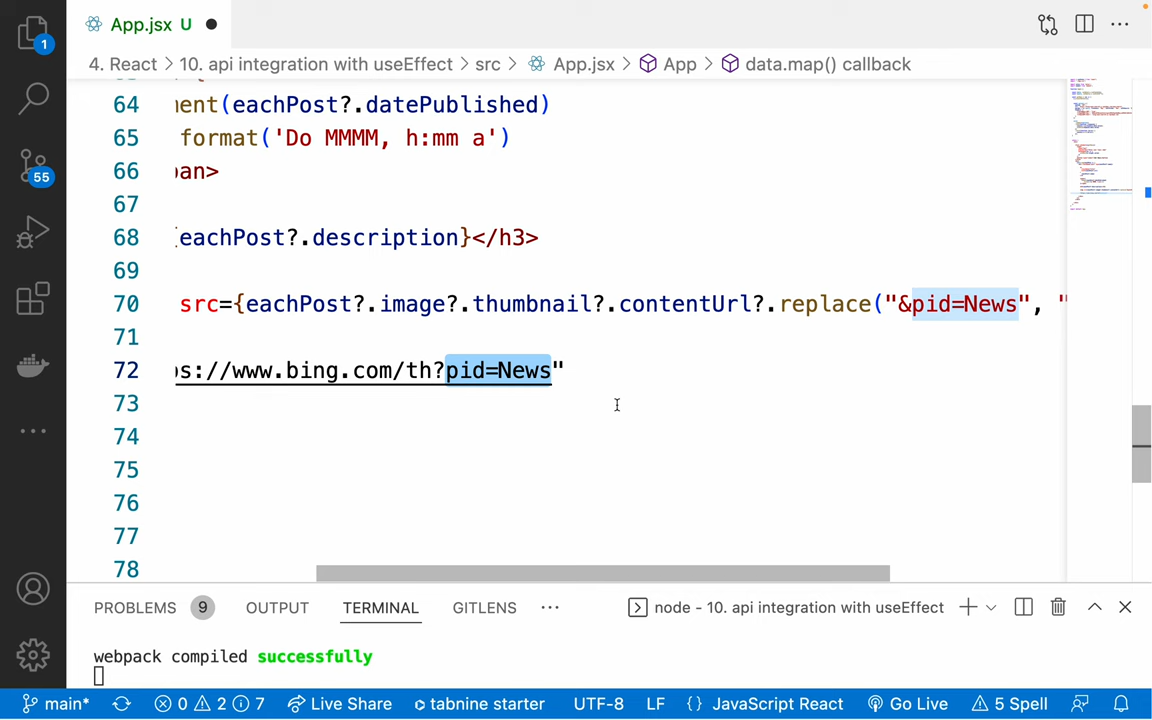 App.jsx U
4. React > 10. api integration with useEffect > src > App.jsx > App > data.map() callback
64 ment(eachPost?.datePublished)
65 format('Do MMMM, h:mm a')
66 pan>
67
68 {eachPost?.description}</h3>
69
70 src={eachPost?.image?.thumbnail?.contentUrl?.replace("&pid=News", "
71
72 ps://www.bing.com/th?pid=News"
73
74
75
76
77
78
1
55
PROBLEMS 9 OUTPUT TERMINAL GITLENS ··· node - 10. api integration with useEffect
webpack compiled successfully
main* 0 2 7 Live Share tabnine starter UTF-8 LF {} JavaScript React Go Live 5 Spell